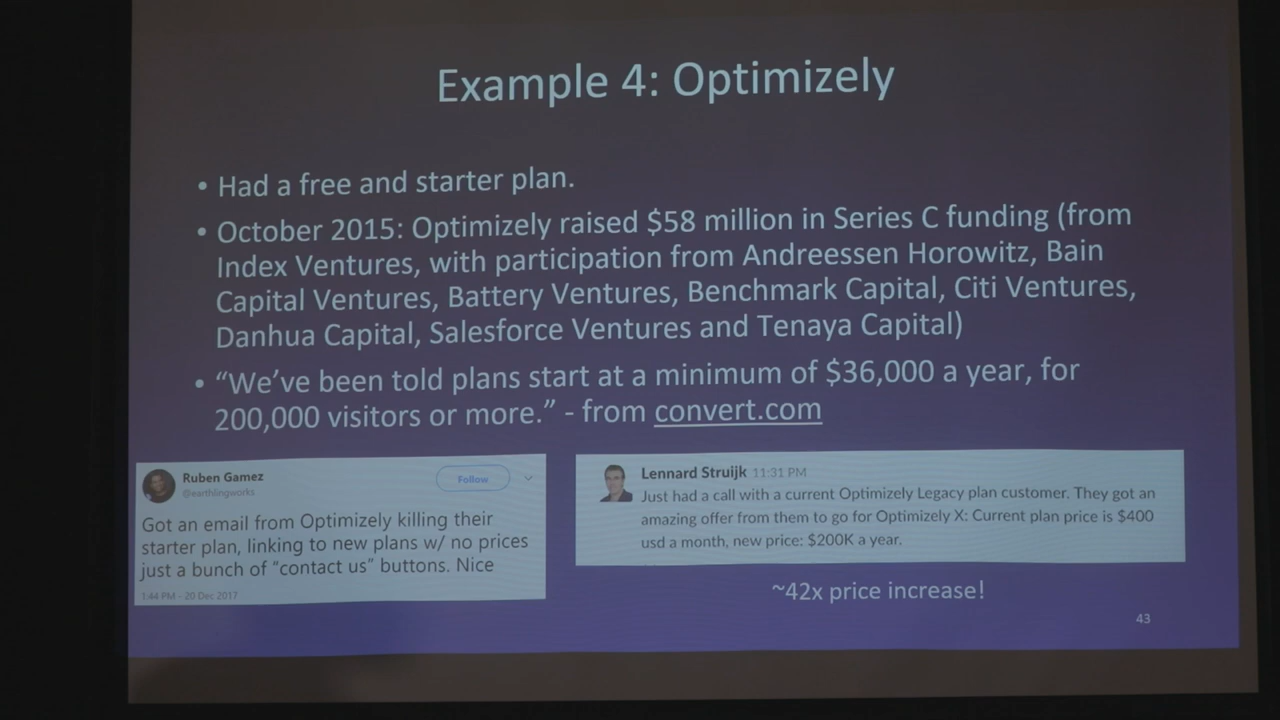 Example 4: Optimizely
• Had a free and starter plan.
• October 2015: Optimizely raised $58 million in Series C funding (from
Index Ventures, with participation from Andreessen Horowitz, Bain
Capital Ventures, Battery Ventures, Benchmark Capital, Citi Ventures,
Danhua Capital, Salesforce Ventures and Tenaya Capital)
• “We’ve been told plans start at a minimum of $36,000 a year, for
200,000 visitors or more.” - from convert.com
Ruben Gamez
@earthlingworks
Follow
Got an email from Optimizely killing their
starter plan, linking to new plans w/ no prices
just a bunch of “contact us” buttons. Nice
1:44 PM - 20 Dec 2017
Lennard Struijk 11:31 PM
Just had a call with a current Optimizely Legacy plan customer. They got an
amazing offer from them to go for Optimizely X: Current plan price is $400
usd a month, new price: $200K a year.
~42x price increase!
43